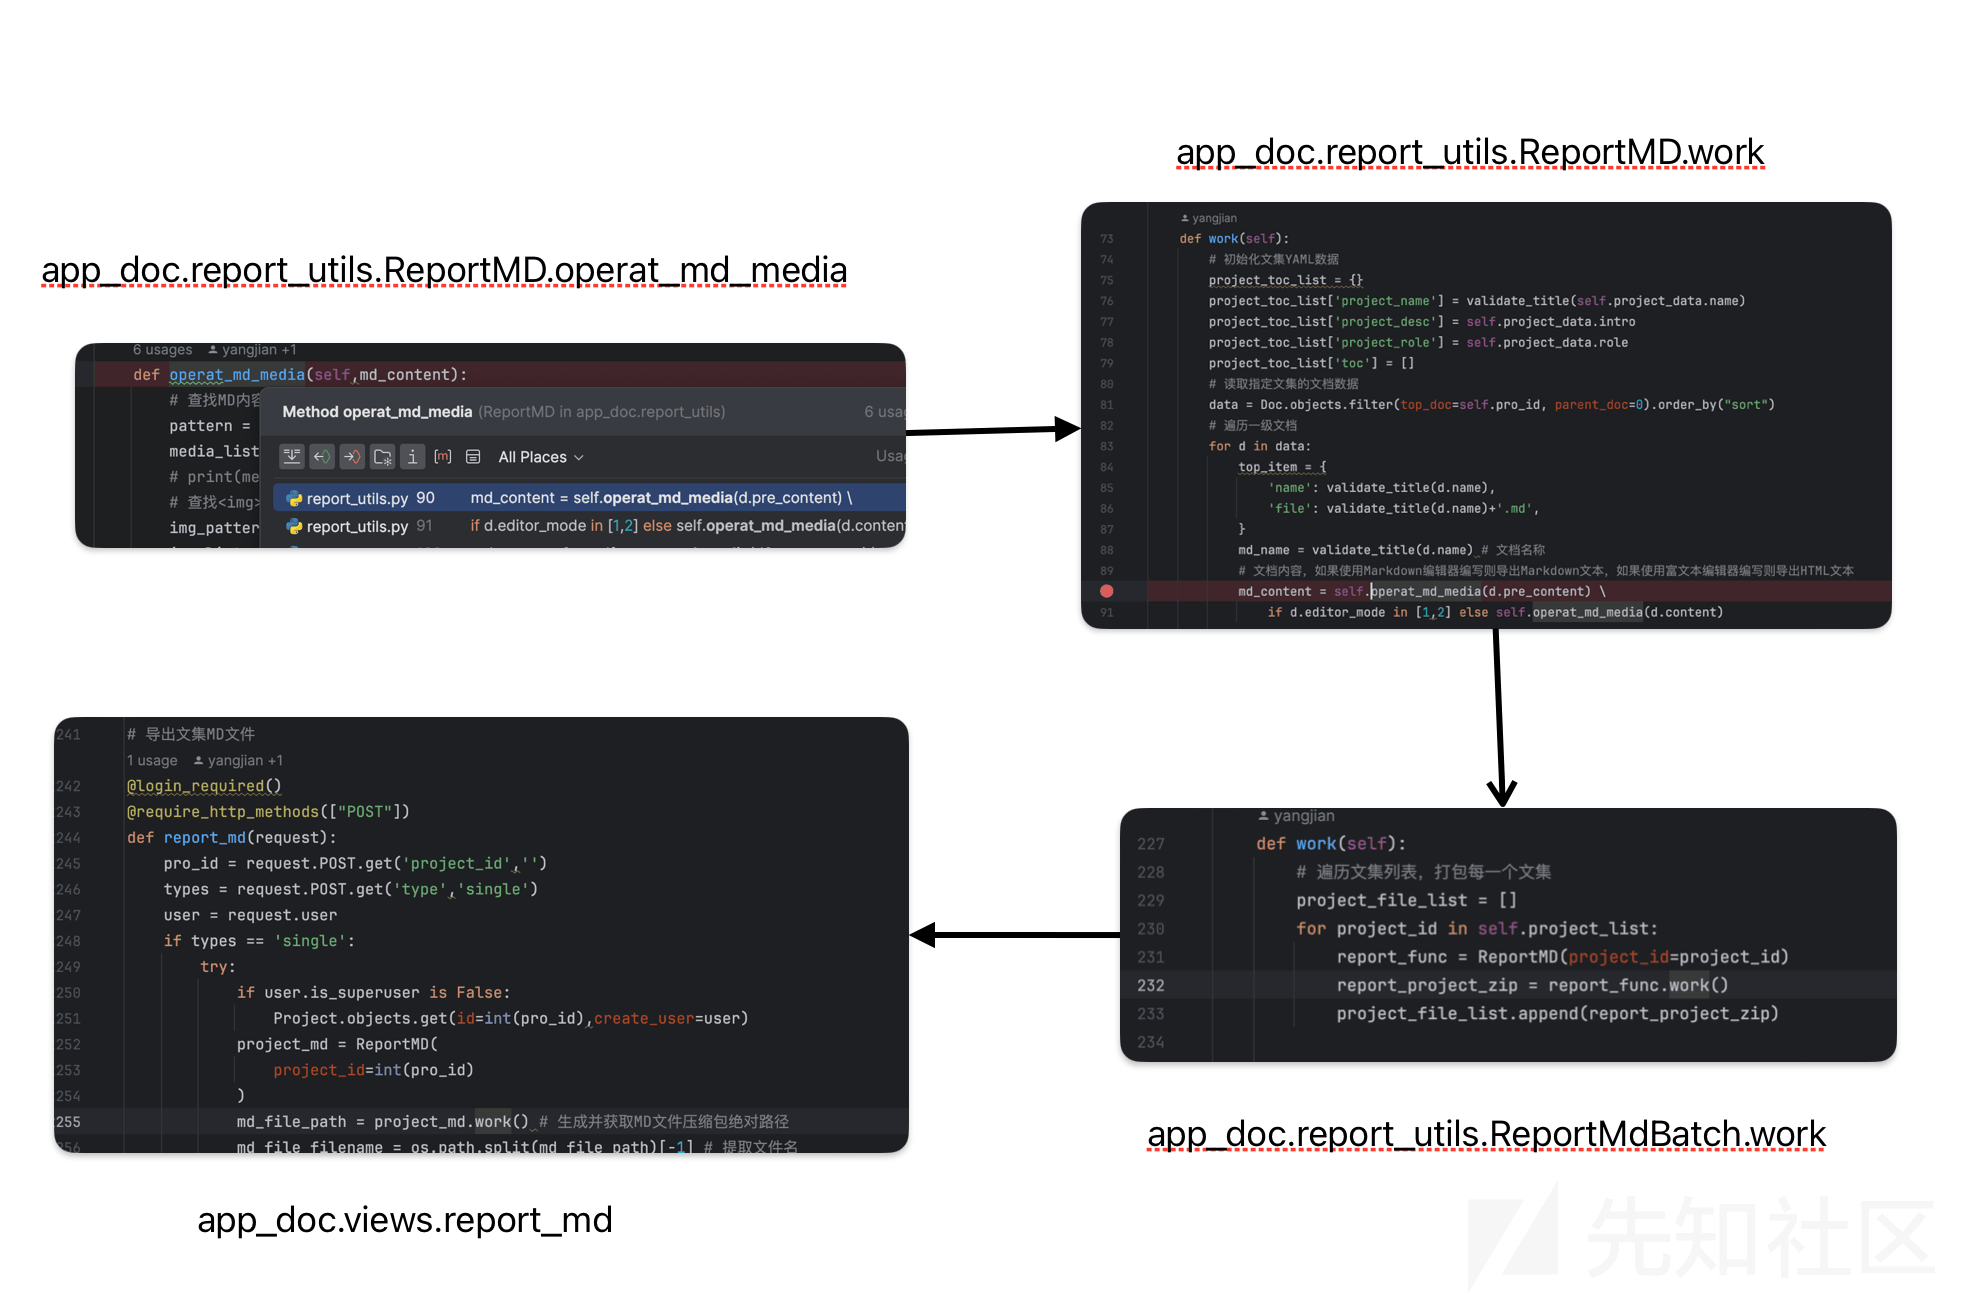 app_doc.report_utils.ReportMD.operat_md_media
6 usages yangjian +1
def operat_md_media(self,md_content):
# 查找MD内容
pattern =
media_list
# print(me
# 查找<img>
img_patter
Method operat_md_media (ReportMD in app_doc.report_utils)
6 usag
All Places
Usag
report_utils.py 90 md_content = self.operat_md_media(d.pre_content) \
report_utils.py 91 if d.editor_mode in [1,2] else self.operat_md_media(d.conten
app_doc.report_utils.ReportMD.work
yangjian
73 def work(self):
74 # 初始化文集YAML数据
75 project_toc_list = {}
76 project_toc_list['project_name'] = validate_title(self.project_data.name)
77 project_toc_list['project_desc'] = self.project_data.intro
78 project_toc_list['project_role'] = self.project_data.role
79 project_toc_list['toc'] = []
80 # 读取指定文集的文档数据
81 data = Doc.objects.filter(top_doc=self.pro_id, parent_doc=0).order_by("sort")
82 # 遍历一级文档
83 for d in data:
84 top_item = {
85 'name': validate_title(d.name),
86 'file': validate_title(d.name)+'.md',
87 }
88 md_name = validate_title(d.name) # 文档名称
89 # 文档内容，如果使用Markdown编辑器编写则导出Markdown文本，如果使用富文本编辑器编写则导出HTML文本
md_content = self.operat_md_media(d.pre_content) \
91 if d.editor_mode in [1,2] else self.operat_md_media(d.content)
241 # 导出文集MD文件
1 usage yangjian +1
242 @login_required()
243 @require_http_methods(["POST"])
244 def report_md(request):
245 pro_id = request.POST.get('project_id','')
246 types = request.POST.get('type','single')
247 user = request.user
248 if types == 'single':
249 try:
250 if user.is_superuser is False:
251 Project.objects.get(id=int(pro_id),create_user=user)
252 project_md = ReportMD(
253 project_id=int(pro_id)
254 )
255 md_file_path = project_md.work() # 生成并获取MD文件压缩包绝对路径
256 md_file_filename = os.path.split(md_file_path)[-1] # 提取文件名
app_doc.views.report_md
yangjian
227 def work(self):
228 # 遍历文集列表，打包每一个文集
229 project_file_list = []
230 for project_id in self.project_list:
231 report_func = ReportMD(project_id=project_id)
232 report_project_zip = report_func.work()
233 project_file_list.append(report_project_zip)
234
app_doc.report_utils.ReportMdBatch.work
先知社区